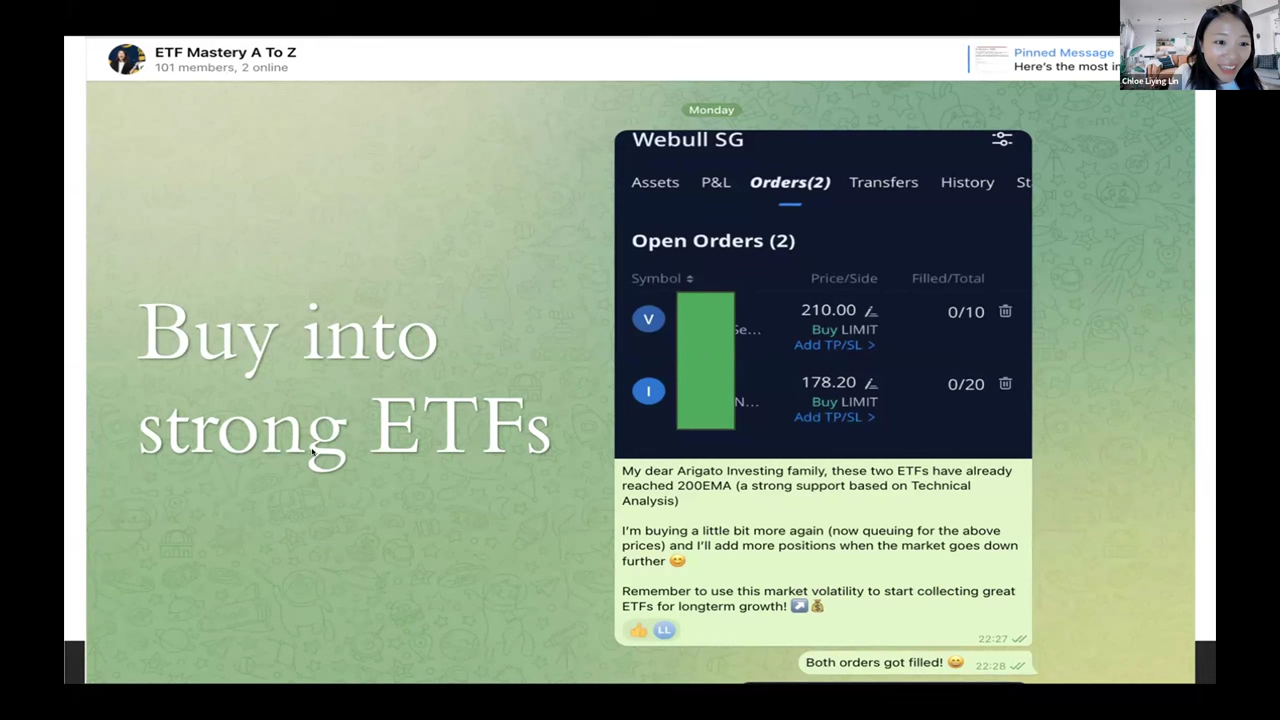 ETF Mastery A To Z
101 members, 2 online
Pinned Message
Here's the most in
Chloe Liying Lin
Monday
Buy into
strong ETFs
Webull SG
Assets P&L Orders(2) Transfers History St
Open Orders (2)
Symbol Price/Side Filled/Total
V 210.00 0/10
Se... Buy LIMIT
Add TP/SL >
I 178.20 0/20
N... Buy LIMIT
Add TP/SL >
My dear Arigato Investing family, these two ETFs have already
reached 200EMA (a strong support based on Technical
Analysis)
I'm buying a little bit more again (now queuing for the above
prices) and I'll add more positions when the market goes down
further 😊
Remember to use this market volatility to start collecting great
ETFs for longterm growth! ↗️💰
👍 LL
22:27
Both orders got filled! 😄 22:28